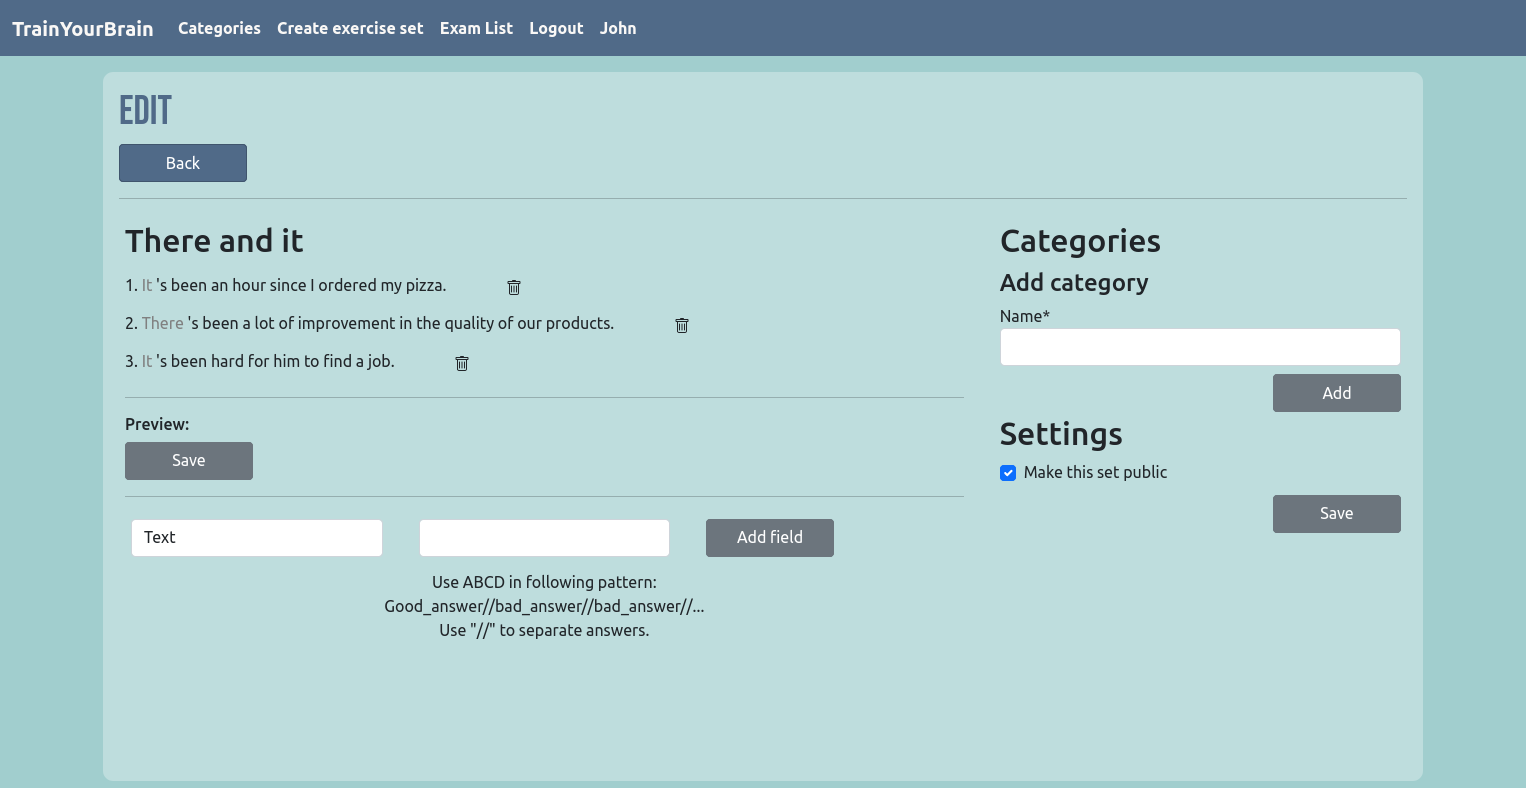 TrainYourBrain Categories Create exercise set Exam List Logout John
EDIT
Back
There and it
1. It 's been an hour since I ordered my pizza.
2. There 's been a lot of improvement in the quality of our products.
3. It 's been hard for him to find a job.
Preview:
Save
Text
Add field
Use ABCD in following pattern:
Good_answer//bad_answer//bad_answer//...
Use "//" to separate answers.
Categories
Add category
Name*
Add
Settings
Make this set public
Save